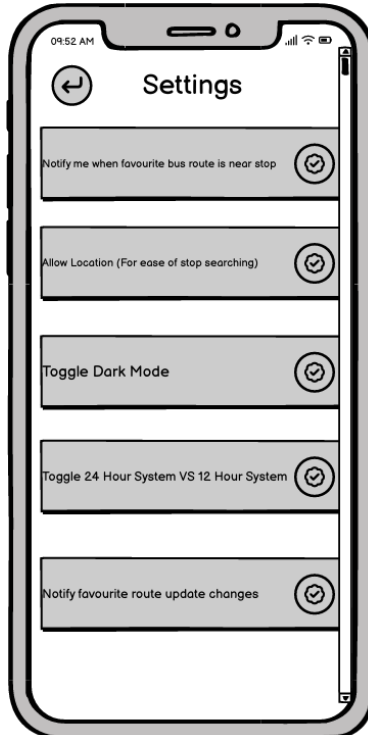 09:52 AM
Settings
Notify me when favourite bus route is near stop
Allow Location (For ease of stop searching)
Toggle Dark Mode
Toggle 24 Hour System VS 12 Hour System
Notify favourite route update changes